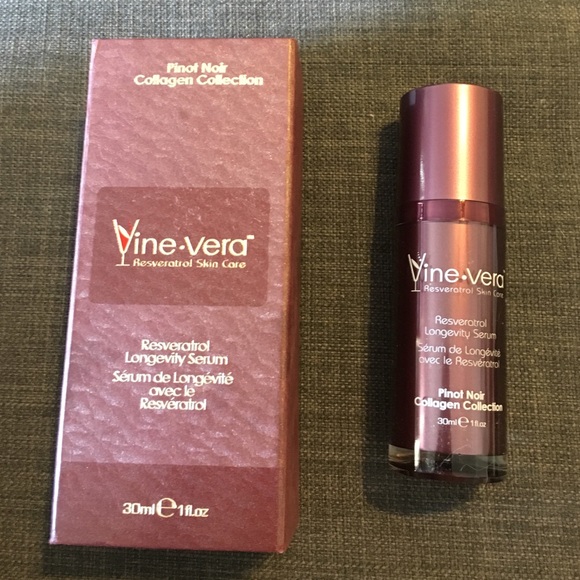 Pinot Noir
Collagen Collection
Vine·vera™
Resveratrol Skin Care
Resveratrol
Longevity Serum
Sérum de Longévité
avec le
Resvératrol
30ml ℮ 1fl.oz
Vine·vera™
Resveratrol Skin Care
Resveratrol
Longevity Serum
Sérum de Longévité
avec le Resvératrol
Pinot Noir
Collagen Collection
30ml ℮ 1fl.oz